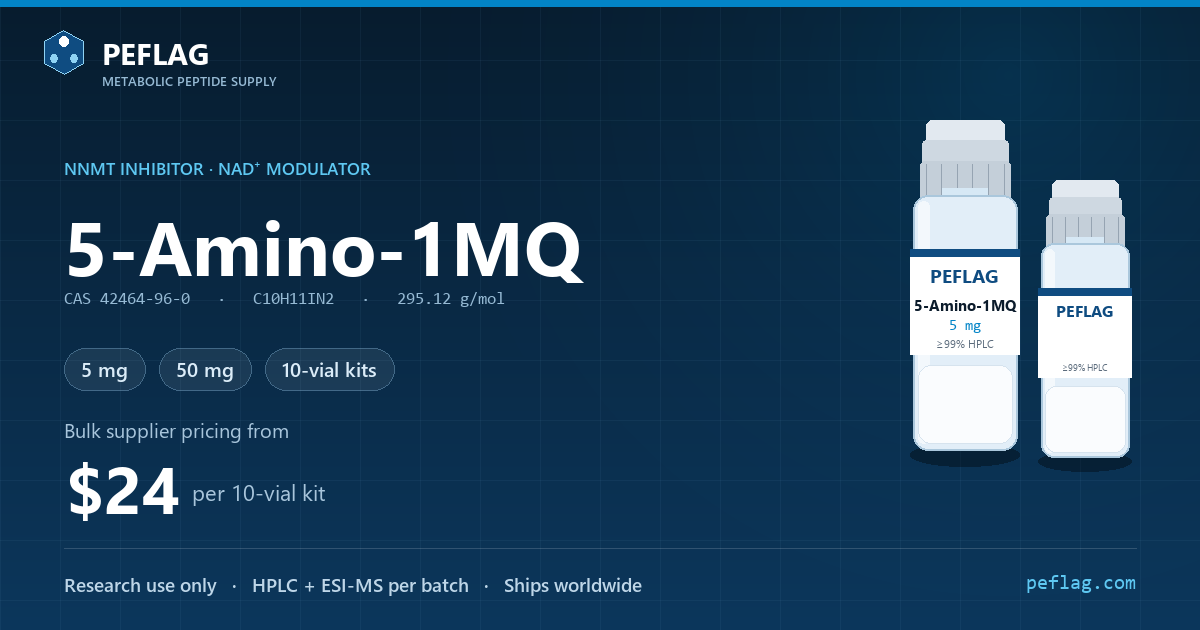 PEFLAG
METABOLIC PEPTIDE SUPPLY
NNMT INHIBITOR · NAD⁺ MODULATOR
5-Amino-1MQ
CAS 42464-96-0 · C10H11IN2 · 295.12 g/mol
5 mg
50 mg
10-vial kits
Bulk supplier pricing from
$24 per 10-vial kit
PEFLAG
5-Amino-1MQ
5 mg
≥99% HPLC
PEFLAG
≥99% HPLC
Research use only · HPLC + ESI-MS per batch · Ships worldwide
peflag.com